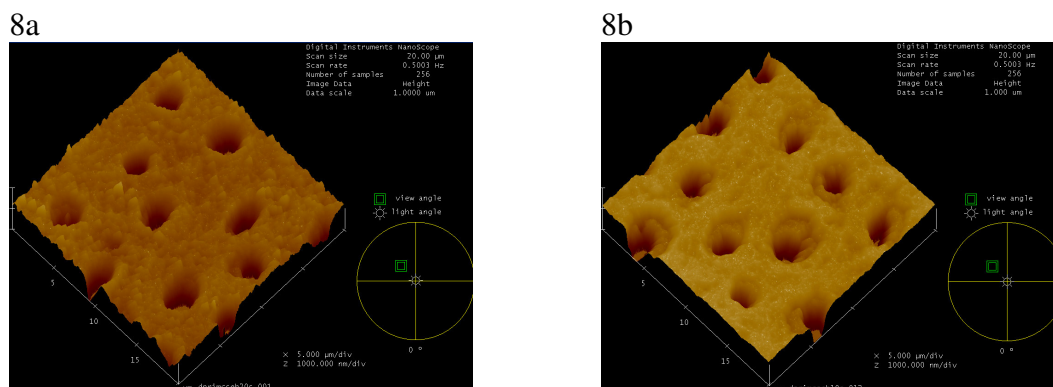 8a
Digital Instruments NanoScope
Scan size 20.00 µm
Scan rate 0.5003 Hz
Number of samples 256
Image Data Height
Data scale 1.0000 um
view angle
light angle
5
10
15
X 5.000 µm/div
Z 1000.000 nm/div
0 °
8b
Digital Instruments NanoScope
Scan size 20.00 µm
Scan rate 0.5003 Hz
Number of samples 256
Image Data Height
Data scale 1.000 um
view angle
light angle
5
10
15
X 5.000 µm/div
Z 1000.000 nm/div
0 °